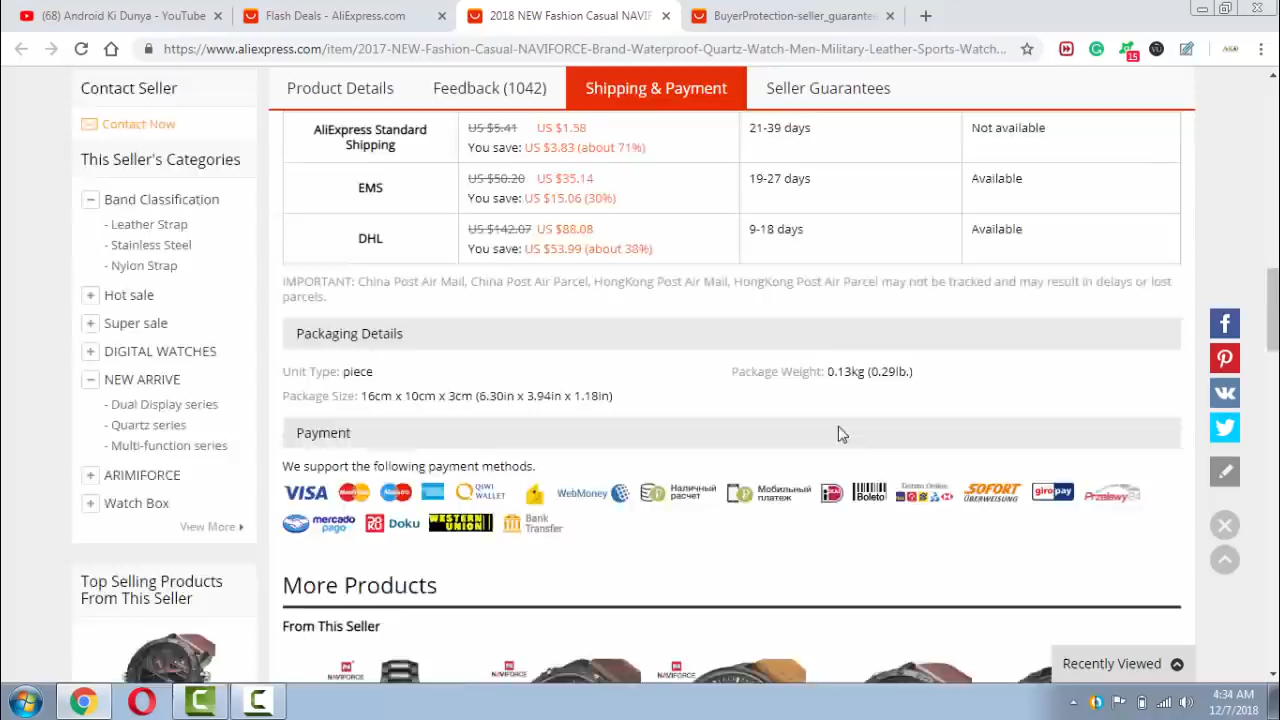 (68) Android Ki Dunya - YouTube
Flash Deals - AliExpress.com
2018 NEW Fashion Casual NAVIF
BuyerProtection-seller_guarantee
https://www.aliexpress.com/item/2017-NEW-Fashion-Casual-NAVIFORCE-Brand-Waterproof-Quartz-Watch-Men-Military-Leather-Sports-Watch...
15
Contact Seller
Contact Now
This Seller's Categories
Band Classification
- Leather Strap
- Stainless Steel
- Nylon Strap
Hot sale
Super sale
DIGITAL WATCHES
NEW ARRIVE
- Dual Display series
- Quartz series
- Multi-function series
ARIMIFORCE
Watch Box
View More
Top Selling Products
From This Seller
Product Details
Feedback (1042)
Shipping & Payment
Seller Guarantees
AliExpress Standard
Shipping
US $5.41 US $1.58
You save: US $3.83 (about 71%)
21-39 days
Not available
EMS
US $50.20 US $35.14
You save: US $15.06 (30%)
19-27 days
Available
DHL
US $142.07 US $88.08
You save: US $53.99 (about 38%)
9-18 days
Available
IMPORTANT: China Post Air Mail, China Post Air Parcel, HongKong Post Air Mail, HongKong Post Air Parcel may not be tracked and may result in delays or lost
parcels.
Packaging Details
Unit Type: piece
Package Weight: 0.13kg (0.29lb.)
Package Size: 16cm x 10cm x 3cm (6.30in x 3.94in x 1.18in)
Payment
We support the following payment methods.
VISA MasterCard Maestro QIWI WALLET WebMoney Наличный расчет Мобильный платеж iDEAL Boleto SOFORT ÜBERWEISUNG giropay Przelewy24
mercado pago Doku WESTERN UNION Bank Transfer
More Products
From This Seller
NAVIFORCE
NAVIFORCE
NAVIFORCE
Recently Viewed
4:34 AM
12/7/2018